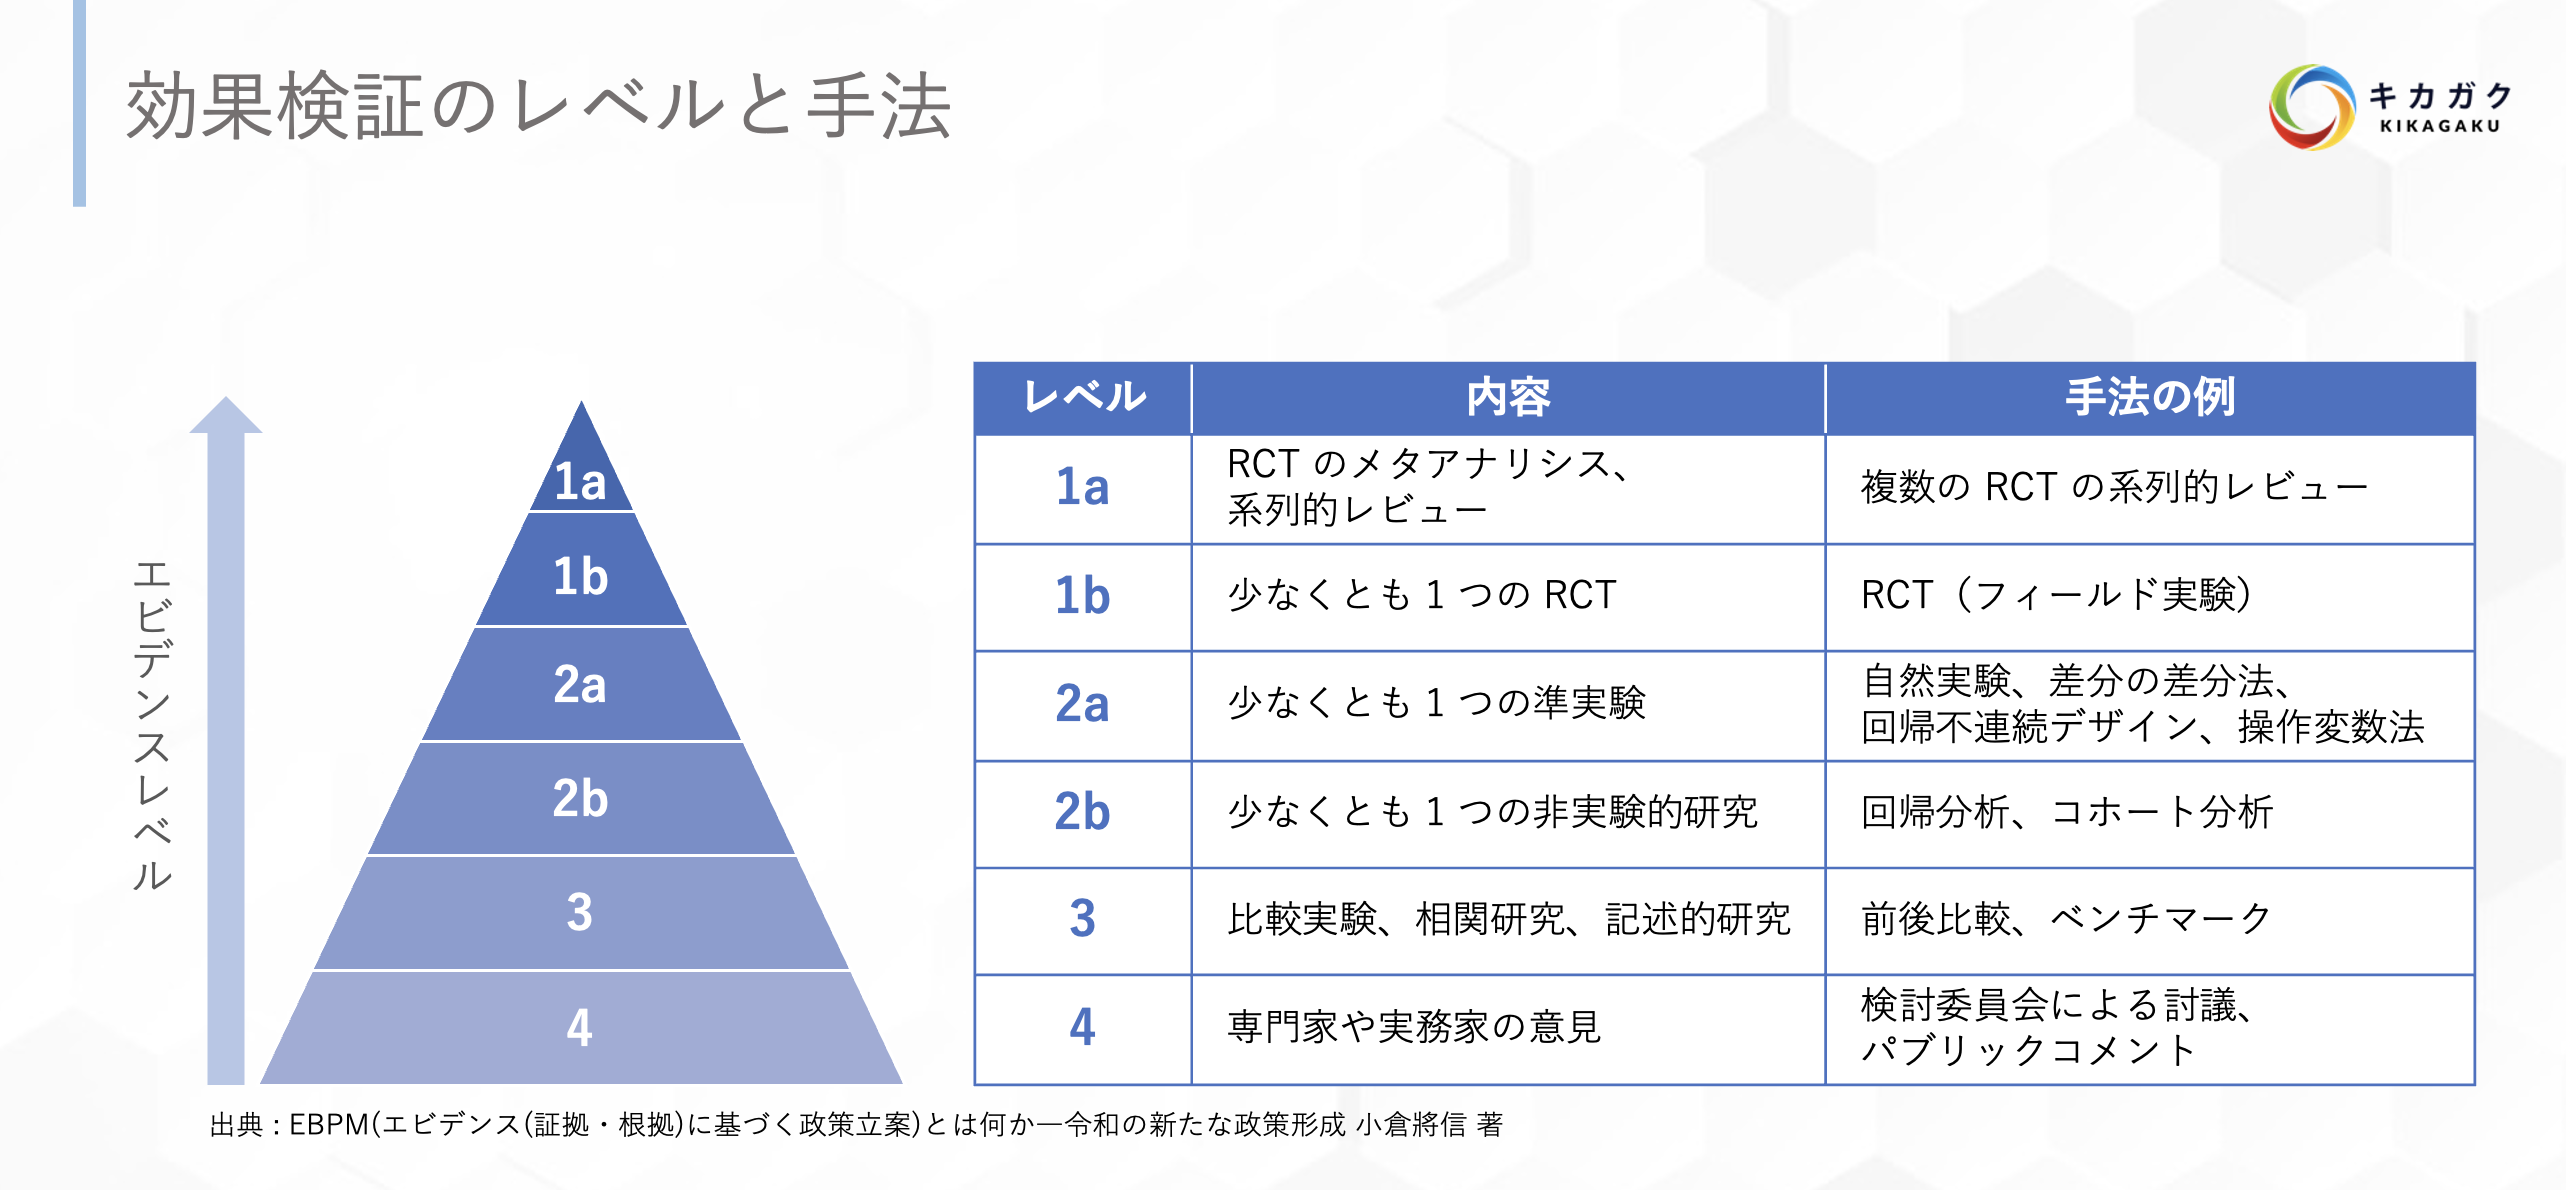 効果検証のレベルと手法
キカガク
KIKAGAKU
エビデンスレベル
1a
1b
2a
2b
3
4
レベル 内容 手法の例
1a RCT のメタアナリシス、
系列的レビュー 複数の RCT の系列的レビュー
1b 少なくとも 1 つの RCT RCT（フィールド実験）
2a 少なくとも 1 つの準実験 自然実験、差分の差分法、
回帰不連続デザイン、操作変数法
2b 少なくとも 1 つの非実験的研究 回帰分析、コホート分析
3 比較実験、相関研究、記述的研究 前後比較、ベンチマーク
4 専門家や実務家の意見 検討委員会による討議、
パブリックコメント
出典 : EBPM(エビデンス(証拠・根拠)に基づく政策立案)とは何か—令和の新たな政策形成 小倉將信 著